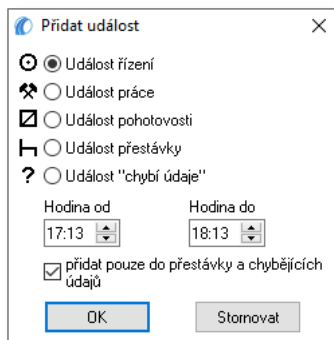 Přidat událost
Událost řízení
Událost práce
Událost pohotovosti
Událost přestávky
? Událost "chybí údaje"
Hodina od Hodina do
17:13 18:13
přidat pouze do přestávky a chybějících
údajů
OK Stornovat